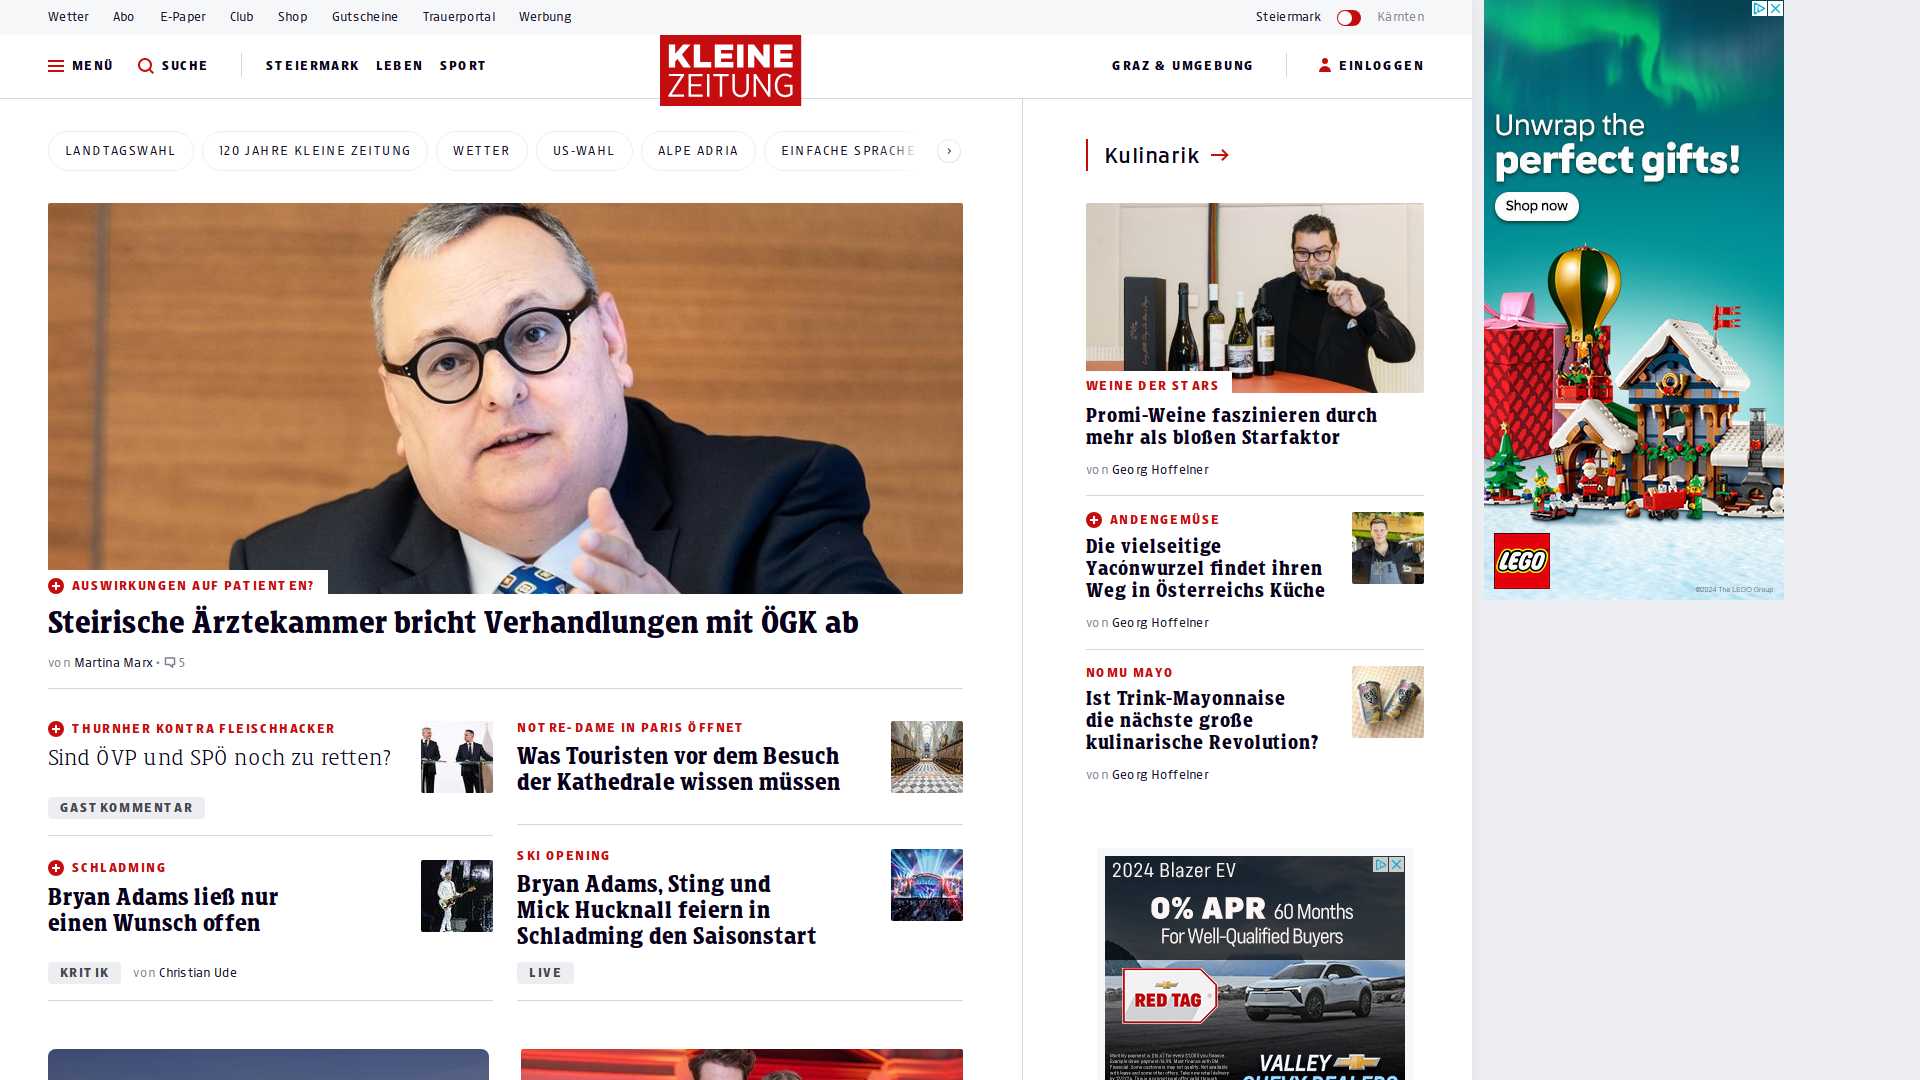 Wetter Abo E-Paper Club Shop Gutscheine Trauerportal Werbung Steiermark Kärnten
MENÜ SUCHE STEIERMARK LEBEN SPORT KLEINE ZEITUNG GRAZ & UMGEBUNG EINLOGGEN
LANDTAGSWAHL 120 JAHRE KLEINE ZEITUNG WETTER US-WAHL ALPE ADRIA EINFACHE SPRACHE
AUSWIRKUNGEN AUF PATIENTEN?
Steirische Ärztekammer bricht Verhandlungen mit ÖGK ab
von Martina Marx • 5
THURNHER KONTRA FLEISCHHACKER
Sind ÖVP und SPÖ noch zu retten?
GASTKOMMENTAR
SCHLADMING
Bryan Adams ließ nur
einen Wunsch offen
KRITIK von Christian Ude
NOTRE-DAME IN PARIS ÖFFNET
Was Touristen vor dem Besuch
der Kathedrale wissen müssen
SKI OPENING
Bryan Adams, Sting und
Mick Hucknall feiern in
Schladming den Saisonstart
LIVE
Kulinarik
WEINE DER STARS
Promi-Weine faszinieren durch
mehr als bloßen Starfaktor
von Georg Hoffelner
ANDENGEMÜSE
Die vielseitige
Yacónwurzel findet ihren
Weg in Österreichs Küche
von Georg Hoffelner
NOMU MAYO
Ist Trink-Mayonnaise
die nächste große
kulinarische Revolution?
von Georg Hoffelner
2024 Blazer EV
0% APR 60 Months
For Well-Qualified Buyers
RED TAG
VALLEY
CHEVY DEALERS
Unwrap the
perfect gifts!
Shop now
LEGO
©2024 The LEGO Group